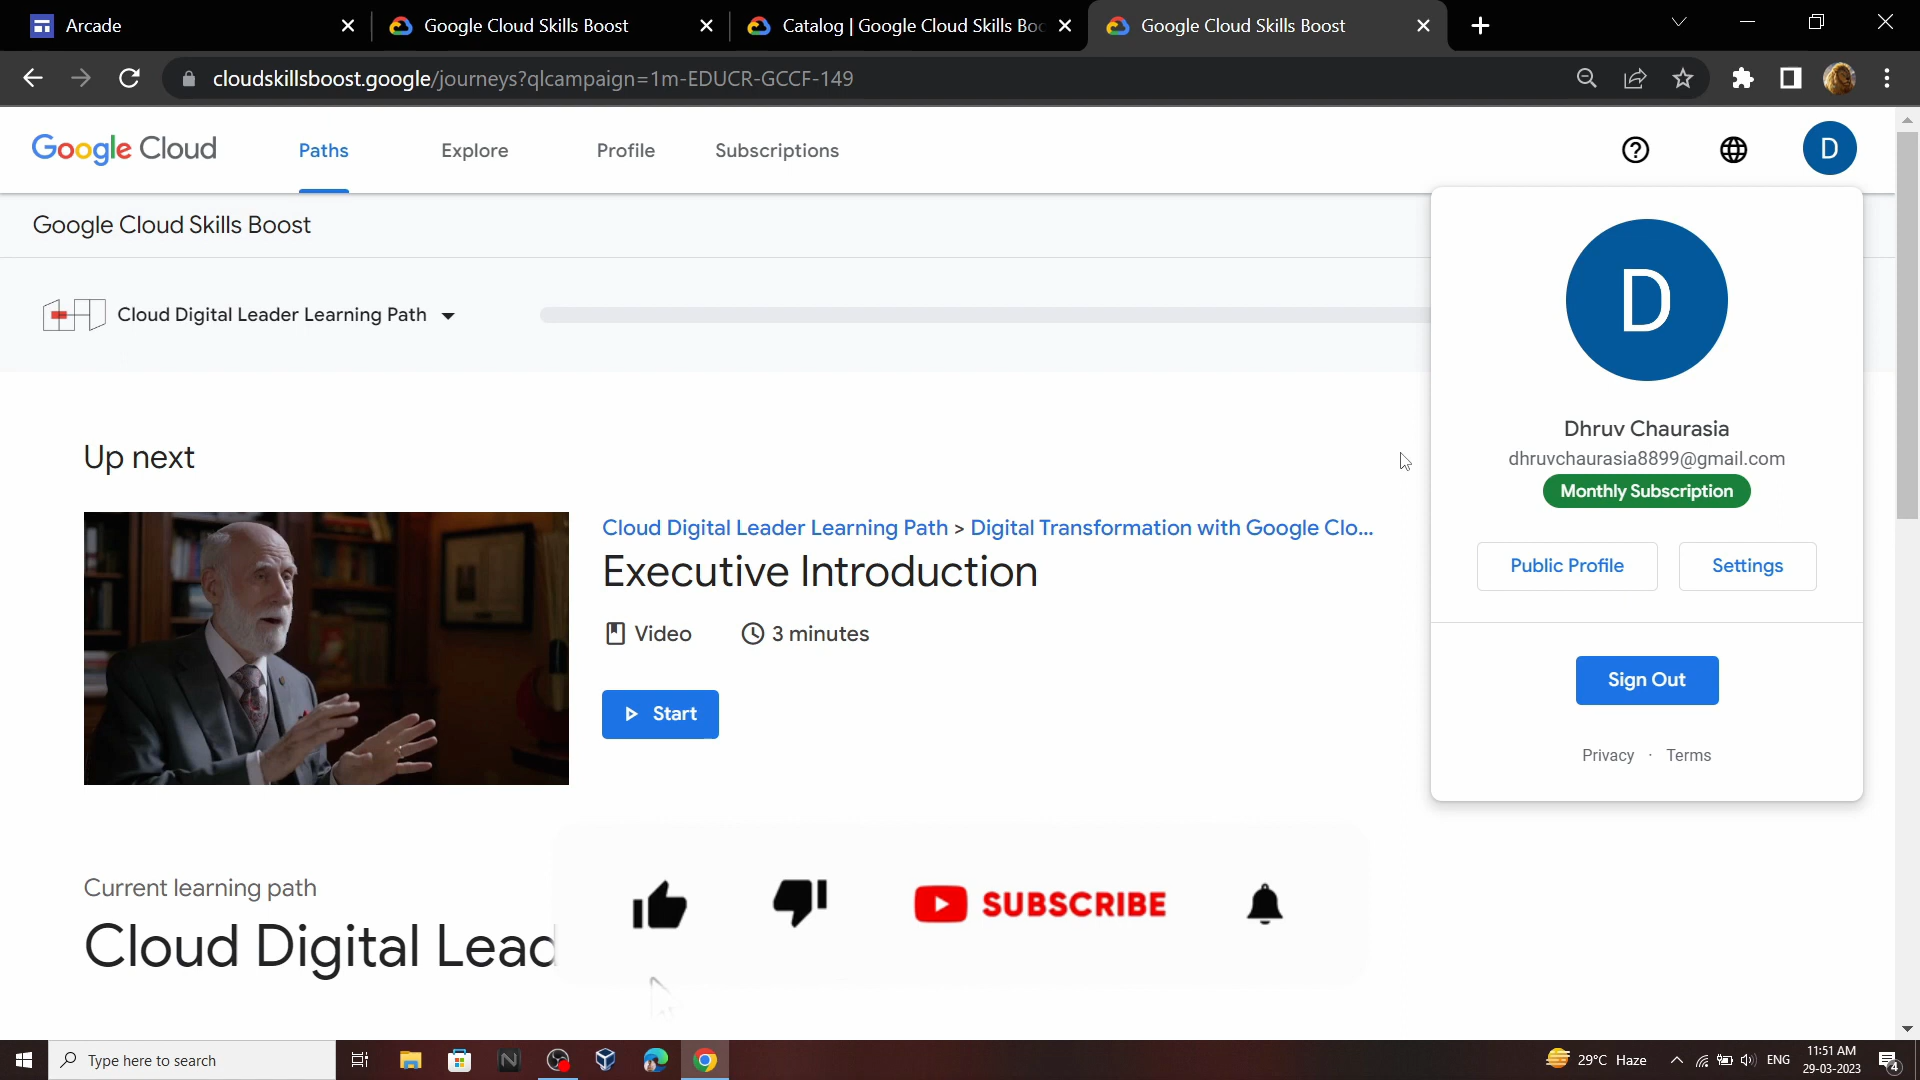 Arcade
Google Cloud Skills Boost
Catalog | Google Cloud Skills Boo
Google Cloud Skills Boost
cloudskillsboost.google/journeys?qlcampaign=1m-EDUCR-GCCF-149
Google Cloud
Paths
Explore
Profile
Subscriptions
D
Google Cloud Skills Boost
Cloud Digital Leader Learning Path
D
Dhruv Chaurasia
dhruvchaurasia8899@gmail.com
Monthly Subscription
Public Profile
Settings
Sign Out
Privacy · Terms
Up next
Cloud Digital Leader Learning Path > Digital Transformation with Google Clo...
Executive Introduction
Video
3 minutes
Start
Current learning path
Cloud Digital Lead
SUBSCRIBE
Type here to search
29°C Haze
ENG
11:51 AM
29-03-2023
4